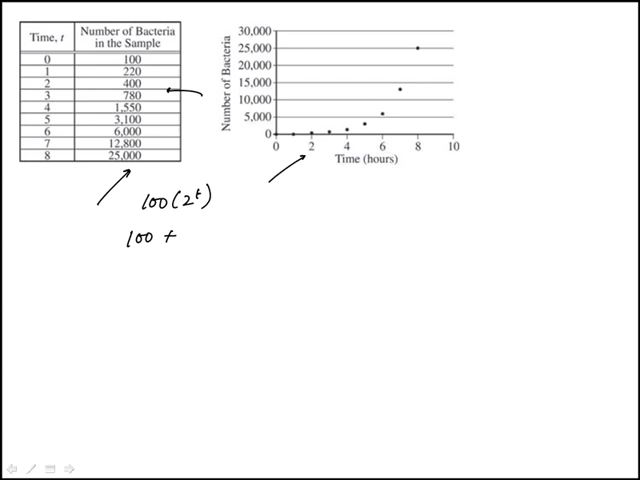 Time, t Number of Bacteria
in the Sample
0 100
1 220
2 400
3 780
4 1,550
5 3,100
6 6,000
7 12,800
8 25,000
Number of Bacteria
30,000
25,000
20,000
15,000
10,000
5,000
0
0 2 4 6 8 10
Time (hours)
100(2^t)
100 +